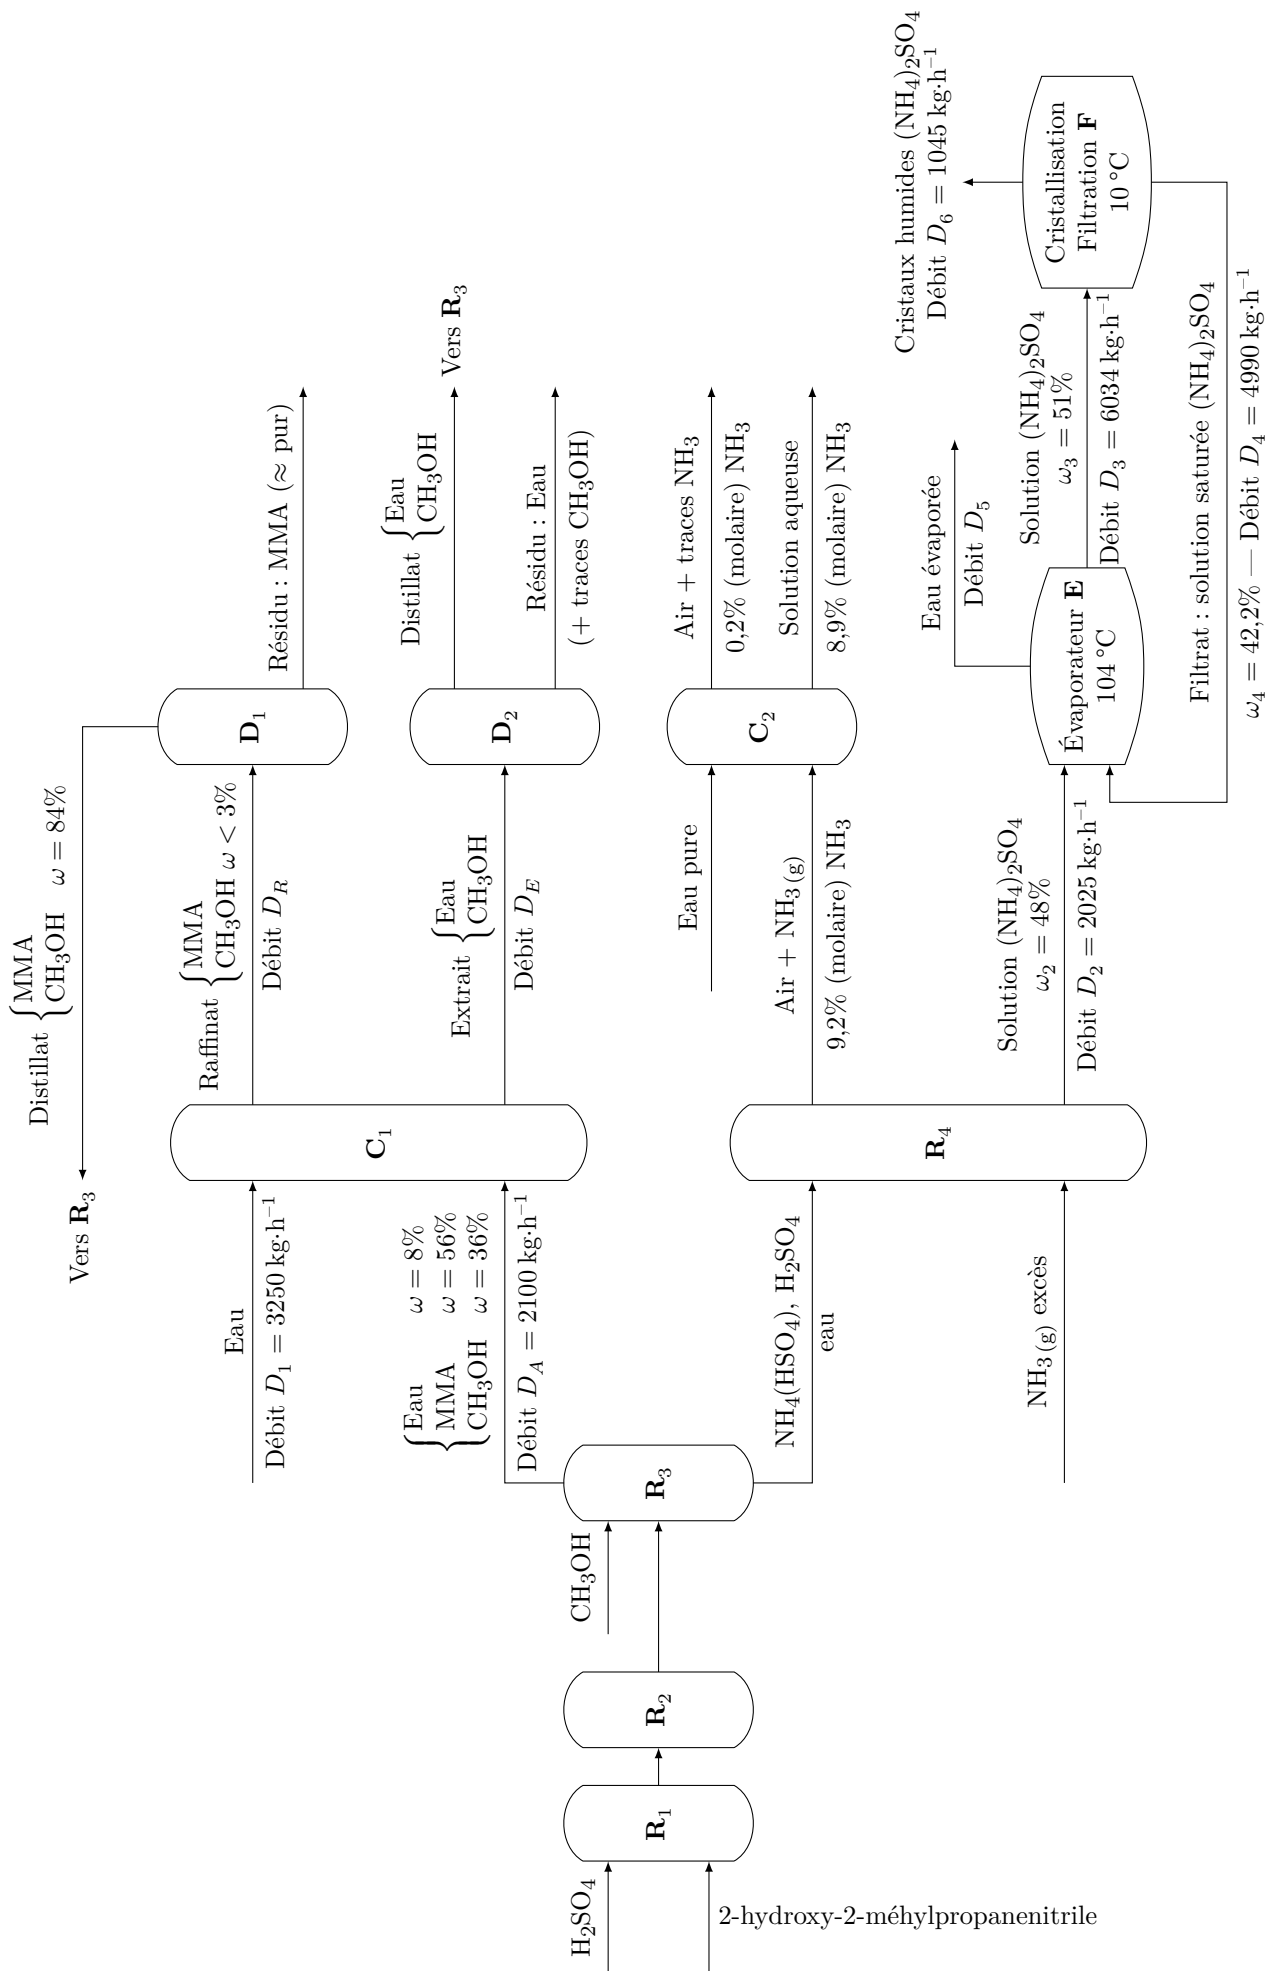 H2SO4
2-hydroxy-2-méhylpropanenitrile
R1
R2
CH3OH
R3
Eau
Débit D1 = 3250 kg·h−1
{Eau ω = 8%
MMA ω = 56%
CH3OH ω = 36%
Débit DA = 2100 kg·h−1
NH4(HSO4), H2SO4
eau
NH3 (g) excès
Vers R3
Distillat {MMA
CH3OH ω = 84%
C1
Raffinat {MMA
CH3OH ω < 3%
Débit DR
Extrait {Eau
CH3OH
Débit DE
R4
Air + NH3 (g)
9,2% (molaire) NH3
Eau pure
Solution (NH4)2SO4
ω2 = 48%
Débit D2 = 2025 kg·h−1
D1
Résidu : MMA (≈ pur)
D2
Distillat {Eau
CH3OH
Vers R3
Résidu : Eau
(+ traces CH3OH)
C2
Air + traces NH3
0,2% (molaire) NH3
Solution aqueuse
8,9% (molaire) NH3
Évaporateur E
104 °C
Eau évaporée
Débit D5
Solution (NH4)2SO4
ω3 = 51%
Débit D3 = 6034 kg·h−1
Filtrat : solution saturée (NH4)2SO4
ω4 = 42,2% — Débit D4 = 4990 kg·h−1
Cristallisation
Filtration F
10 °C
Cristaux humides (NH4)2SO4
Débit D6 = 1045 kg·h−1